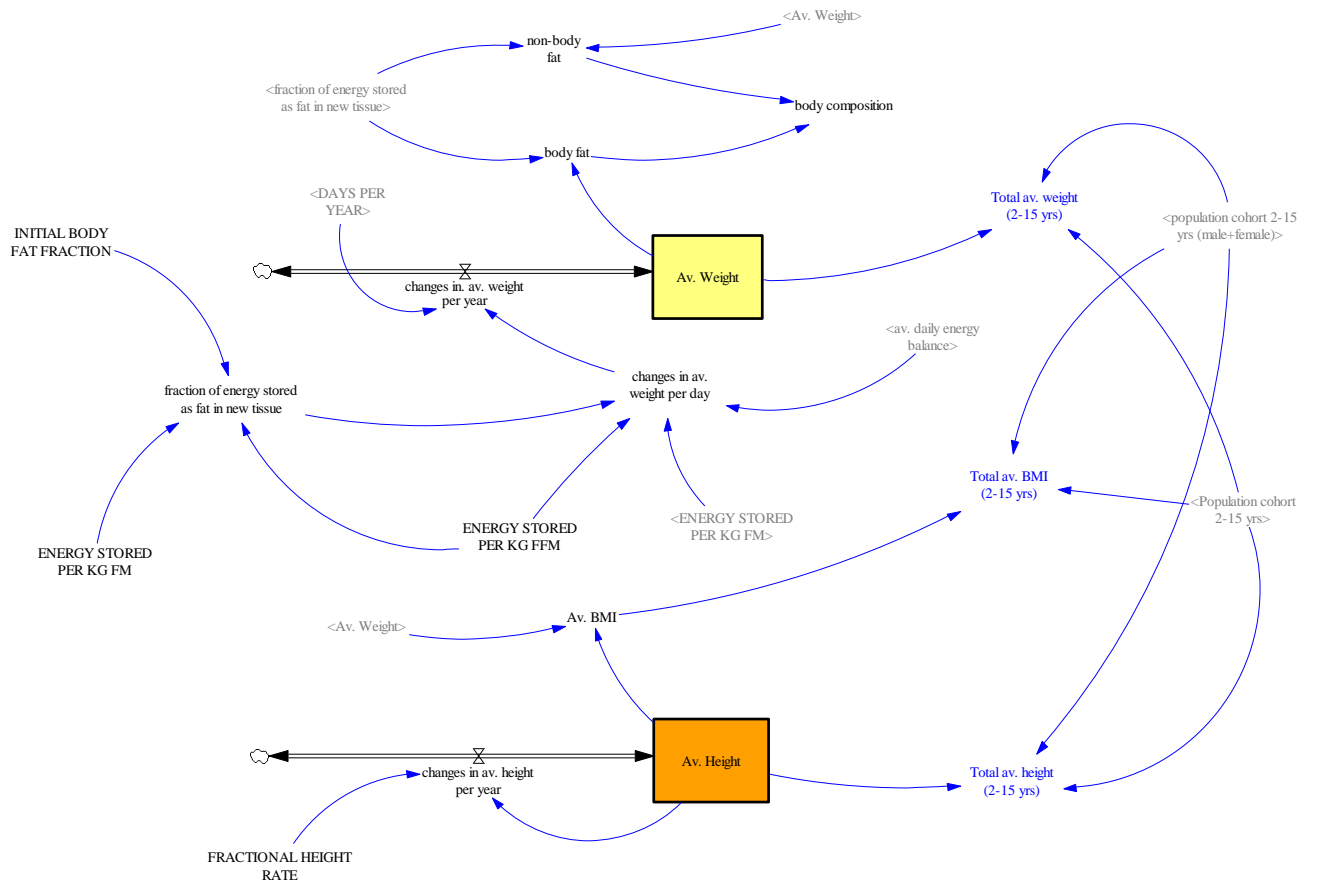 <Av. Weight>
non-body
fat
<fraction of energy stored
as fat in new tissue>
body composition
body fat
<DAYS PER
YEAR>
Total av. weight
(2-15 yrs)
<population cohort 2-15
yrs (male+female)>
INITIAL BODY
FAT FRACTION
Av. Weight
changes in. av. weight
per year
<av. daily energy
balance>
fraction of energy stored
as fat in new tissue
changes in av.
weight per day
Total av. BMI
(2-15 yrs)
<Population cohort
2-15 yrs>
ENERGY STORED
PER KG FM
ENERGY STORED
PER KG FFM
<ENERGY STORED
PER KG FM>
<Av. Weight>
Av. BMI
Av. Height
changes in av. height
per year
Total av. height
(2-15 yrs)
FRACTIONAL HEIGHT
RATE